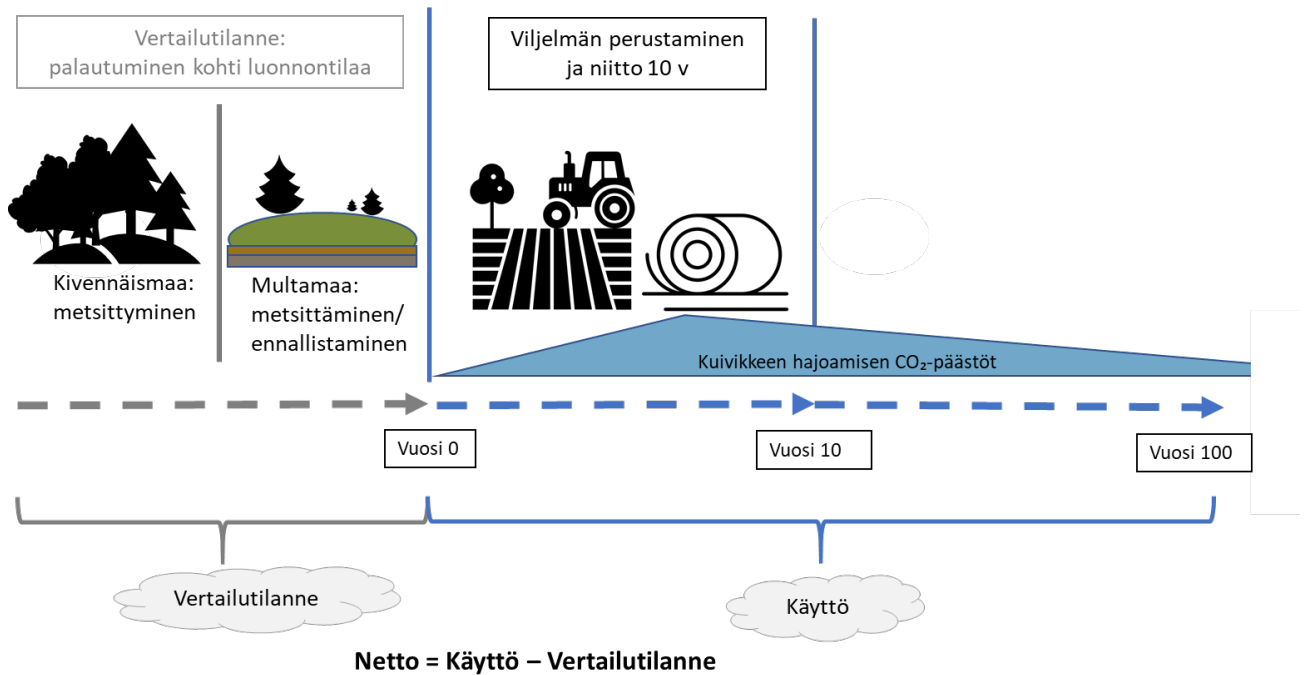 Vertailutilanne:
palautuminen kohti luonnontilaa
Viljelmän perustaminen
ja niitto 10 v
Kivennäismaa:
metsittyminen
Multamaa:
metsittäminen/
ennallistaminen
Kuivikkeen hajoamisen CO₂-päästöt
Vuosi 0
Vuosi 10
Vuosi 100
Vertailutilanne
Käyttö
Netto = Käyttö – Vertailutilanne